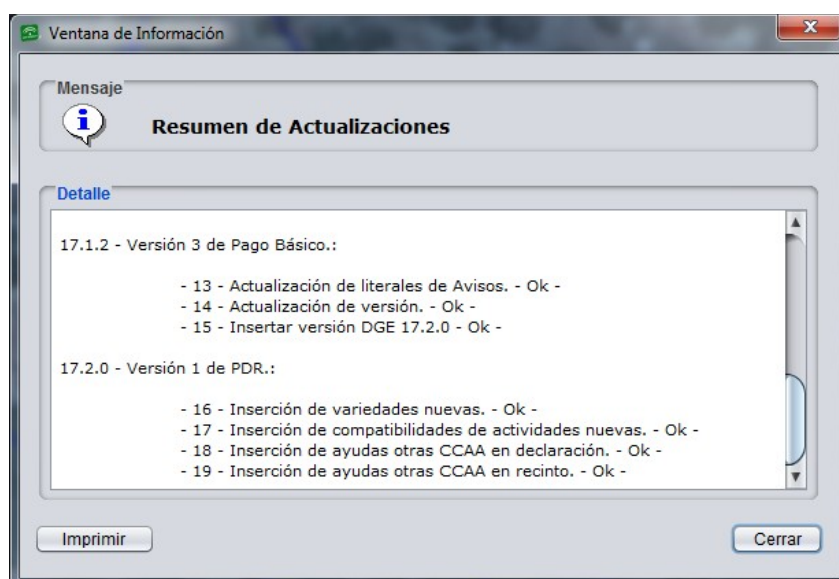 Ventana de Información
Mensaje
Resumen de Actualizaciones
Detalle
17.1.2 - Versión 3 de Pago Básico.:
- 13 - Actualización de literales de Avisos. - Ok -
- 14 - Actualización de versión. - Ok -
- 15 - Insertar versión DGE 17.2.0 - Ok -
17.2.0 - Versión 1 de PDR.:
- 16 - Inserción de variedades nuevas. - Ok -
- 17 - Inserción de compatibilidades de actividades nuevas. - Ok -
- 18 - Inserción de ayudas otras CCAA en declaración. - Ok -
- 19 - Inserción de ayudas otras CCAA en recinto. - Ok -
Imprimir
Cerrar